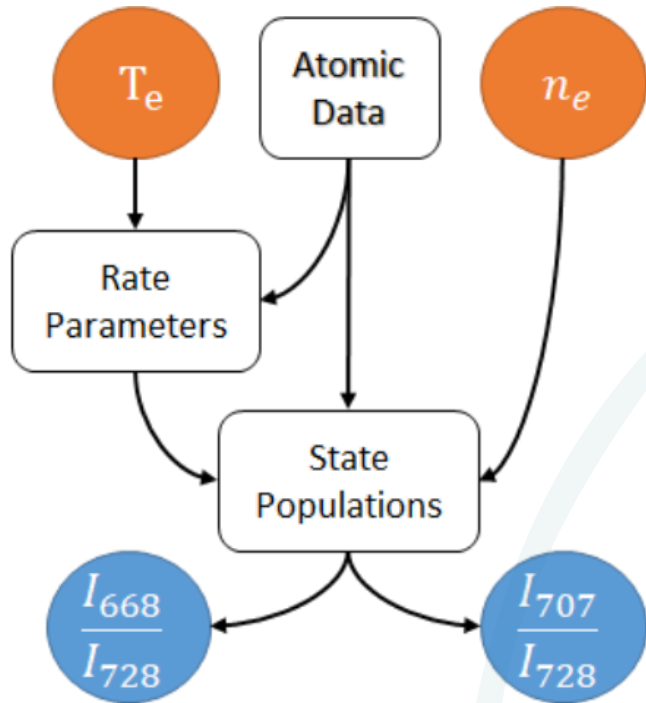 Tₑ
Atomic
Data
nₑ
Rate
Parameters
State
Populations
I₆₆₈
I₇₂₈
I₇₀₇
I₇₂₈